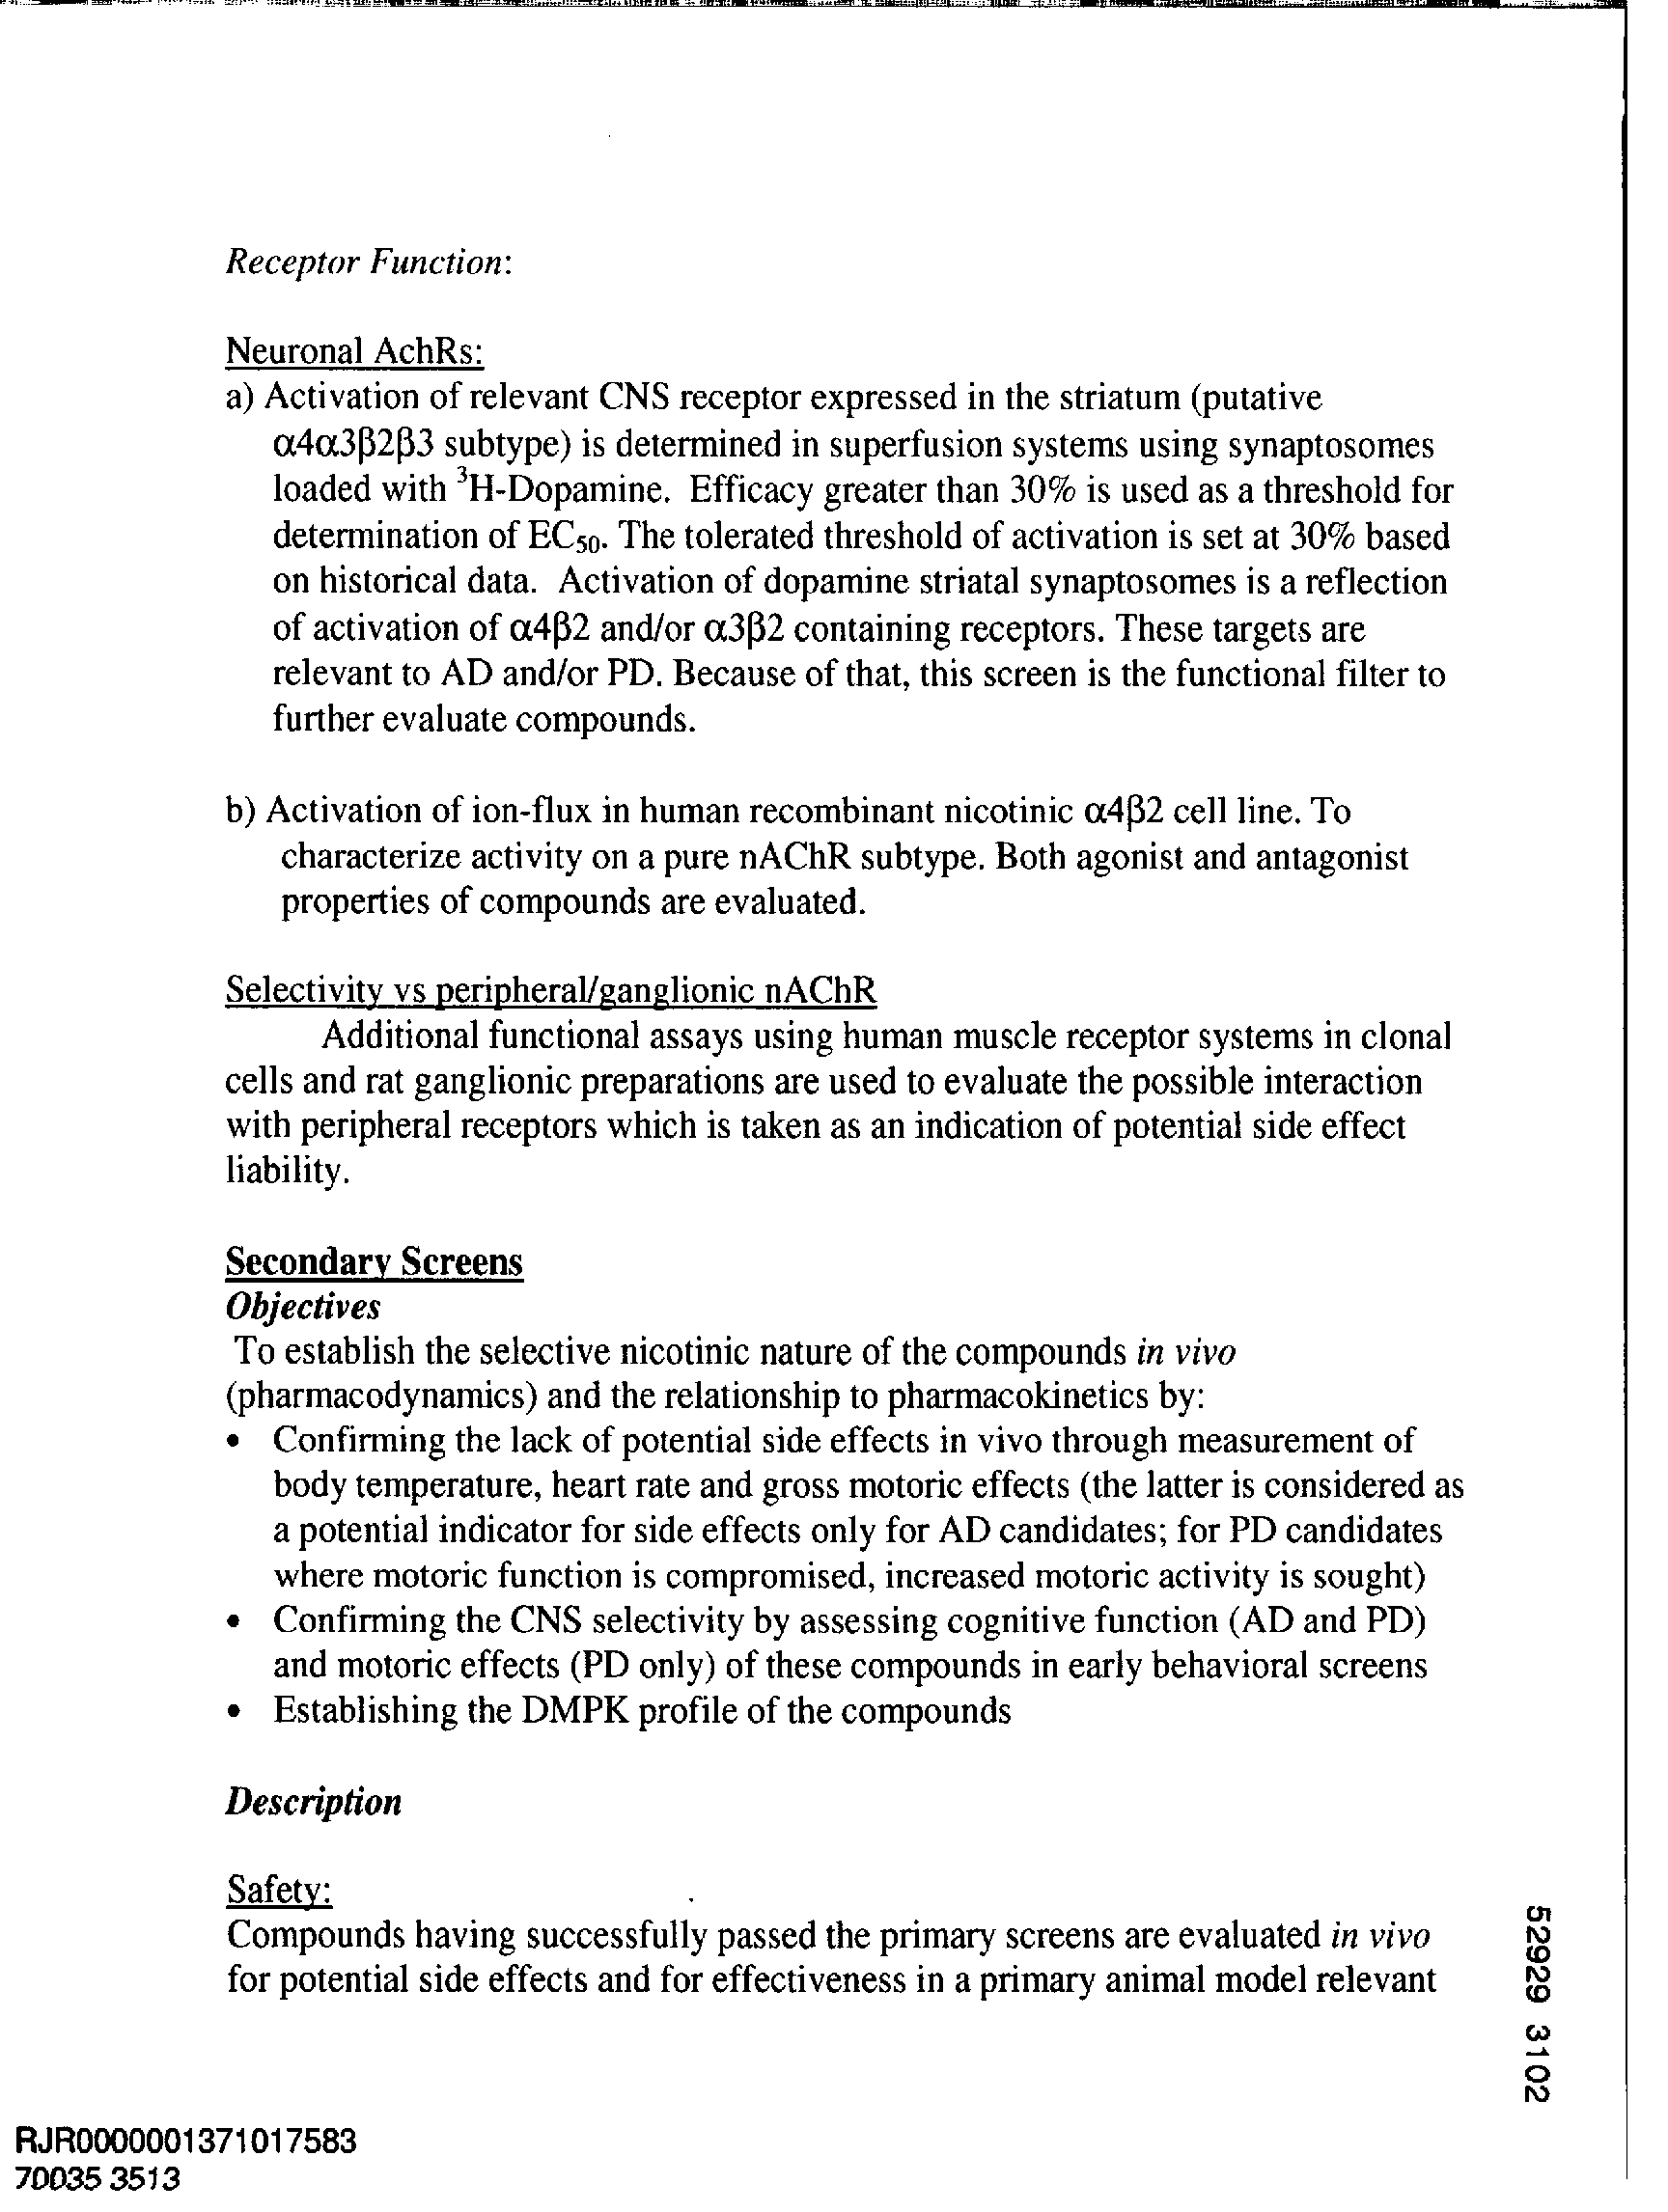 Receptor Function:
Neuronal AchRs:
a) Activation of relevant CNS receptor expressed in the striatum (putative
α4α3β2β3 subtype) is determined in superfusion systems using synaptosomes
loaded with ³H-Dopamine. Efficacy greater than 30% is used as a threshold for
determination of EC₅₀. The tolerated threshold of activation is set at 30% based
on historical data. Activation of dopamine striatal synaptosomes is a reflection
of activation of α4β2 and/or α3β2 containing receptors. These targets are
relevant to AD and/or PD. Because of that, this screen is the functional filter to
further evaluate compounds.
b) Activation of ion-flux in human recombinant nicotinic α4β2 cell line. To
characterize activity on a pure nAChR subtype. Both agonist and antagonist
properties of compounds are evaluated.
Selectivity vs peripheral/ganglionic nAChR
Additional functional assays using human muscle receptor systems in clonal
cells and rat ganglionic preparations are used to evaluate the possible interaction
with peripheral receptors which is taken as an indication of potential side effect
liability.
Secondary Screens
Objectives
To establish the selective nicotinic nature of the compounds in vivo
(pharmacodynamics) and the relationship to pharmacokinetics by:
• Confirming the lack of potential side effects in vivo through measurement of
body temperature, heart rate and gross motoric effects (the latter is considered as
a potential indicator for side effects only for AD candidates; for PD candidates
where motoric function is compromised, increased motoric activity is sought)
• Confirming the CNS selectivity by assessing cognitive function (AD and PD)
and motoric effects (PD only) of these compounds in early behavioral screens
• Establishing the DMPK profile of the compounds
Description
Safety:
Compounds having successfully passed the primary screens are evaluated in vivo
for potential side effects and for effectiveness in a primary animal model relevant
52929 3102
RJR0000001371017583
70035 3513